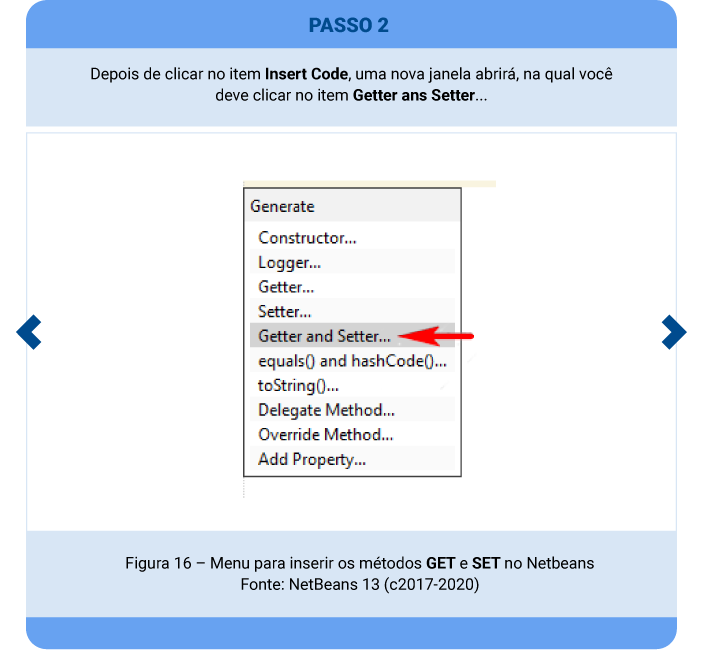 PASSO 2
Depois de clicar no item Insert Code, uma nova janela abrirá, na qual você
deve clicar no item Getter ans Setter...
Generate
Constructor...
Logger...
Getter...
Setter...
Getter and Setter...
equals() and hashCode()...
toString()...
Delegate Method...
Override Method...
Add Property...
Figura 16 – Menu para inserir os métodos GET e SET no Netbeans
Fonte: NetBeans 13 (c2017-2020)